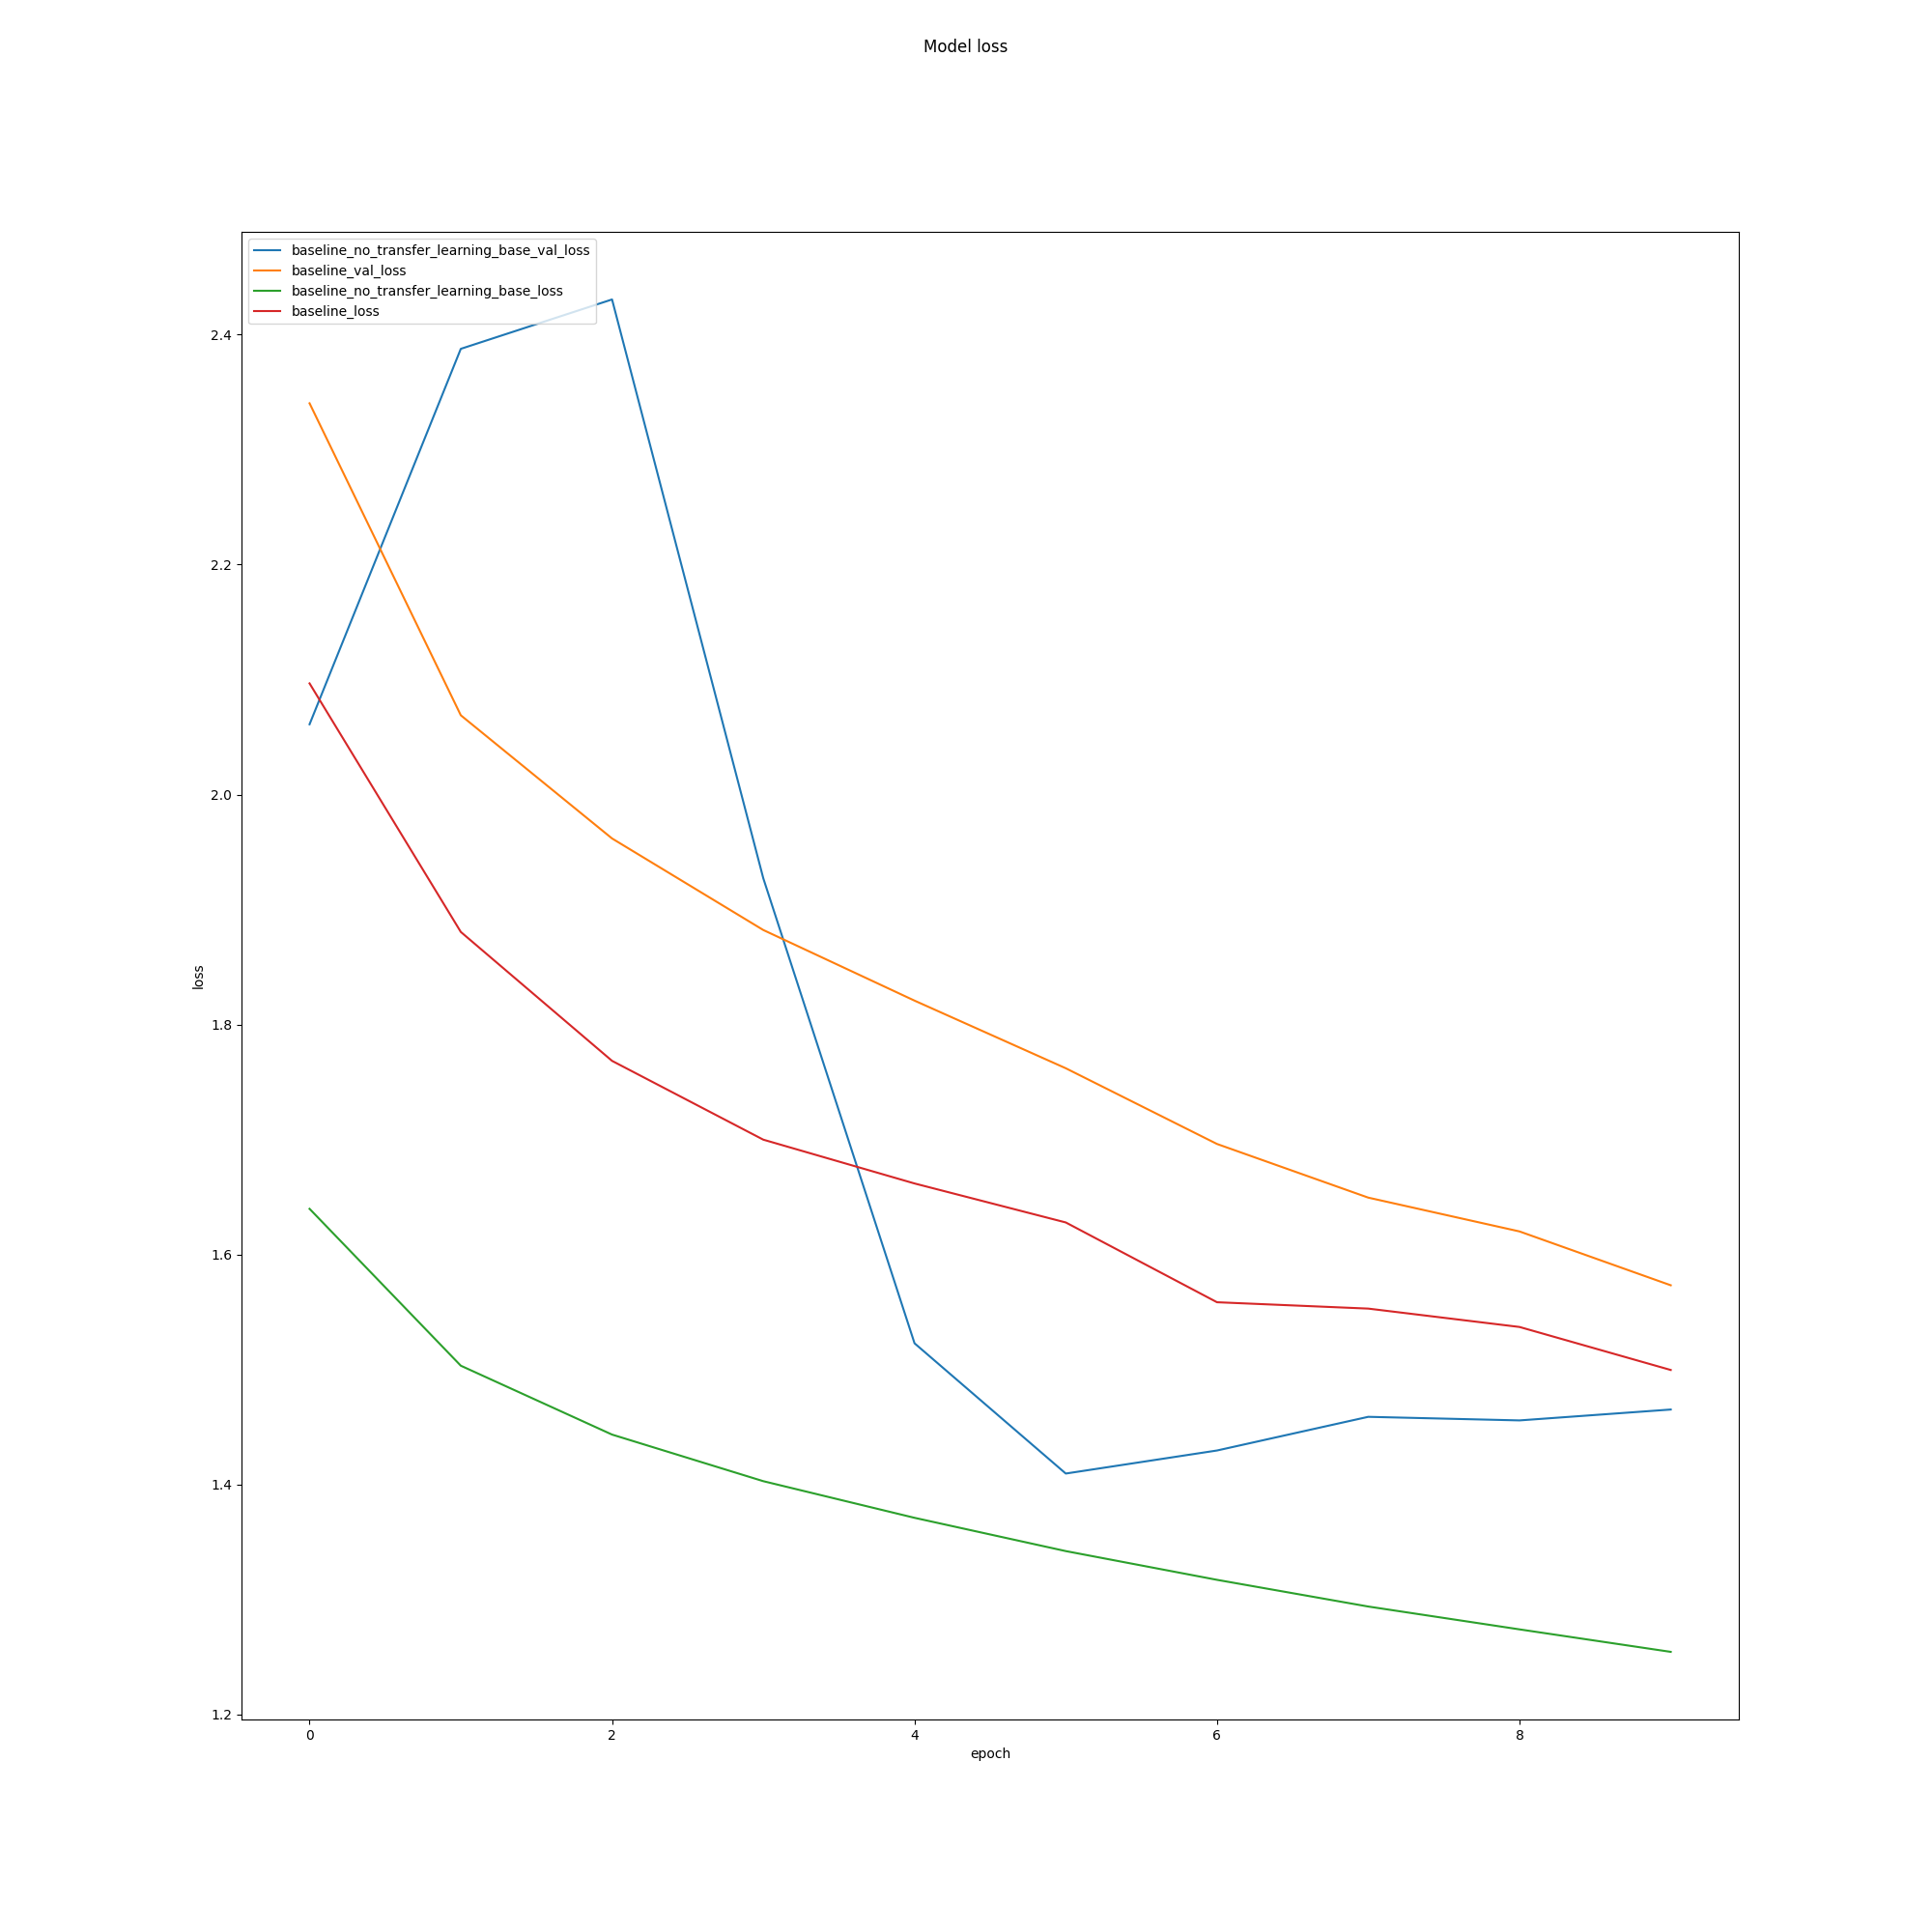 Model loss
baseline_no_transfer_learning_base_val_loss
baseline_val_loss
baseline_no_transfer_learning_base_loss
baseline_loss
2.4
2.2
2.0
1.8
1.6
1.4
1.2
loss
0 2 4 6 8
epoch